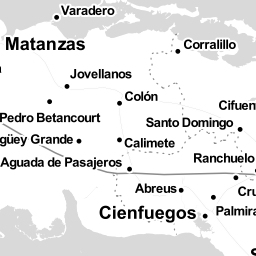 Varadero
Matanzas
Corralillo
Jovellanos
Colón
Cifuen
Pedro Betancourt
Santo Domingo
güey Grande
Calimete
Aguada de Pasajeros
Ranchuelo
Abreus
Cru
Cienfuegos
Palmira
S